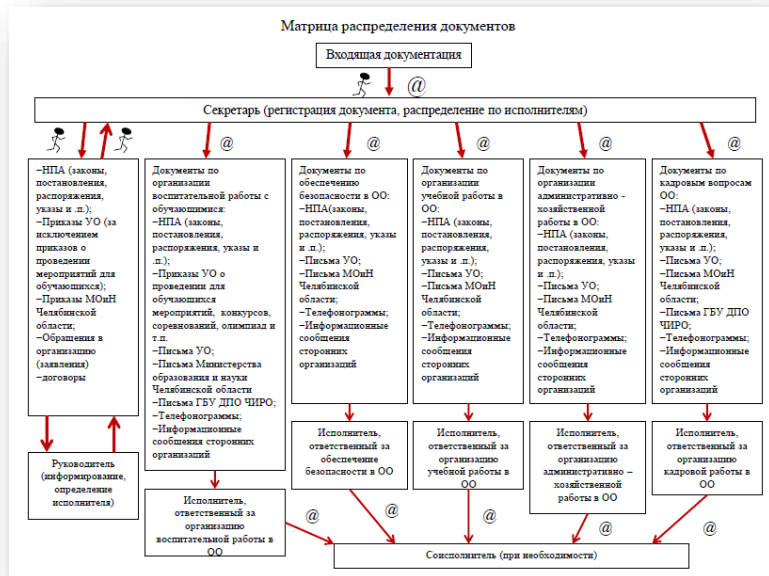 Матрица распределения документов
Входящая документация
@
Секретарь (регистрация документа, распределение по исполнителям)
@
@
@
@
@
–НПА (законы,
постановления,
распоряжения,
указы и .п.);
–Приказы УО (за
исключением
приказов о
проведении
мероприятий для
обучающихся);
–Приказы МОиН
Челябинской
области;
–Обращения в
организацию
(заявления)
–договоры
Документы по
организации
воспитательной работы с
обучающимися:
–НПА (законы,
постановления,
распоряжения, указы и
.п.);
–Приказы УО о
проведении для
обучающихся
мероприятий, конкурсов,
соревнований, олимпиад и
т.п.
–Письма УО;
–Письма Министерства
образования и науки
Челябинской области
–Письма ГБУ ДПО ЧИРО;
–Телефонограммы;
–Информационные
сообщения сторонних
организаций
Документы по
обеспечению
безопасности в ОО:
–НПА(законы,
постановления,
распоряжения, указы
и .п.);
–Письма УО;
–Письма МОиН
Челябинской
области;
–Телефонограммы;
–Информационные
сообщения
сторонних
организаций
Документы по
организации
учебной работы в
ОО:
–НПА (законы,
постановления,
распоряжения,
указы и .п.);
–Письма УО;
–Письма МОиН
Челябинской
области;
–Телефонограммы;
–Информационные
сообщения
сторонних
организаций
Документы по
организации
административно -
хозяйственной
работы в ОО:
–НПА (законы,
постановления,
распоряжения, указы
и .п.);
–Письма УО;
–Письма МОиН
Челябинской
области;
–Телефонограммы;
–Информационные
сообщения
сторонних
организаций
Документы по
кадровым вопросам
ОО:
–НПА (законы,
постановления,
распоряжения,
указы и .п.);
–Письма УО;
–Письма МОиН
Челябинской
области;
–Письма ГБУ ДПО
ЧИРО;
–Телефонограммы;
–Информационные
сообщения
сторонних
организаций
Руководитель
(информирование,
определение
исполнителя)
Исполнитель,
ответственный за
организацию
воспитательной работы в
ОО
Исполнитель,
ответственный за
обеспечение
безопасности в ОО
Исполнитель,
ответственный за
организацию
учебной работы в
ОО
Исполнитель,
ответственный за
организацию
административно –
хозяйственной
работы в ОО
Исполнитель,
ответственный за
организацию
кадровой работы в
ОО
@
@
@
@
@
Соисполнитель (при необходимости)